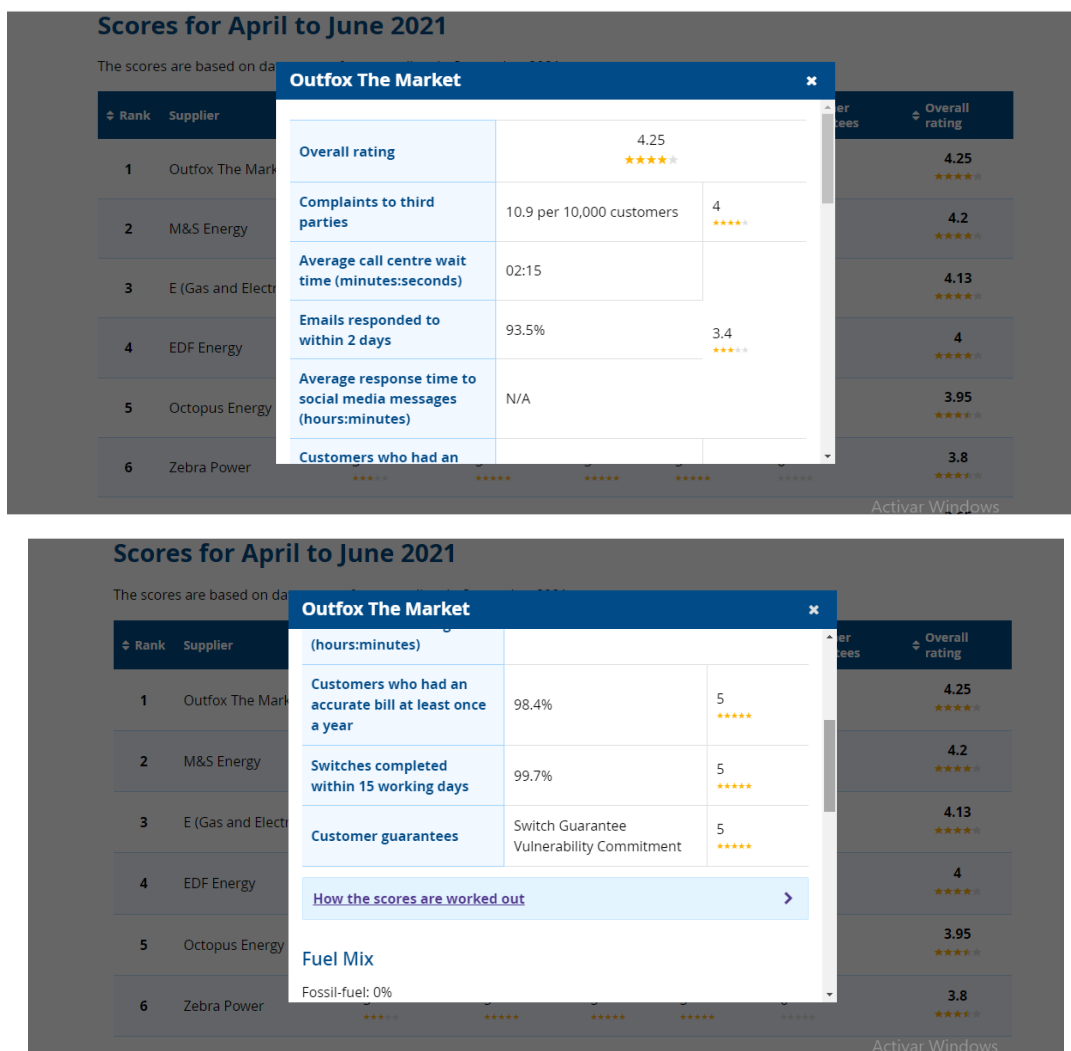 Scores for April to June 2021
The scores are based on da
Outfox The Market ×
Rank Supplier
er
tees
Overall
rating
Overall rating
4.25
Complaints to third
parties
10.9 per 10,000 customers
4
Average call centre wait
time (minutes:seconds)
02:15
Emails responded to
within 2 days
93.5%
3.4
Average response time to
social media messages
(hours:minutes)
N/A
Customers who had an
1 Outfox The Mark 4.25
2 M&S Energy 4.2
3 E (Gas and Electr 4.13
4 EDF Energy 4
5 Octopus Energy 3.95
6 Zebra Power 3.8
Activar Windows
Scores for April to June 2021
The scores are based on da
Outfox The Market ×
Rank Supplier
er
tees
Overall
rating
(hours:minutes)
Customers who had an
accurate bill at least once
a year
98.4%
5
Switches completed
within 15 working days
99.7%
5
Customer guarantees
Switch Guarantee
Vulnerability Commitment
5
How the scores are worked out
Fuel Mix
Fossil-fuel: 0%
1 Outfox The Mark 4.25
2 M&S Energy 4.2
3 E (Gas and Electr 4.13
4 EDF Energy 4
5 Octopus Energy 3.95
6 Zebra Power 3.8
Activar Windows